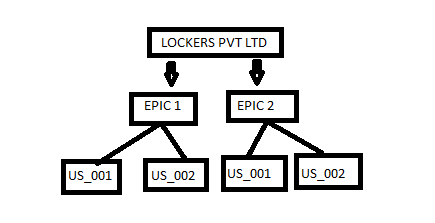 LOCKERS PVT LTD
EPIC 1
EPIC 2
US_001
US_002
US_001
US_002